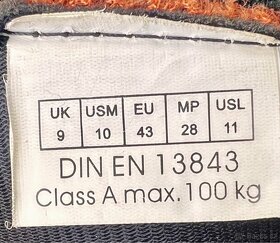 UK USM EU MP USL
9 10 43 28 11
DIN EN 13843
Class A max. 100 kg